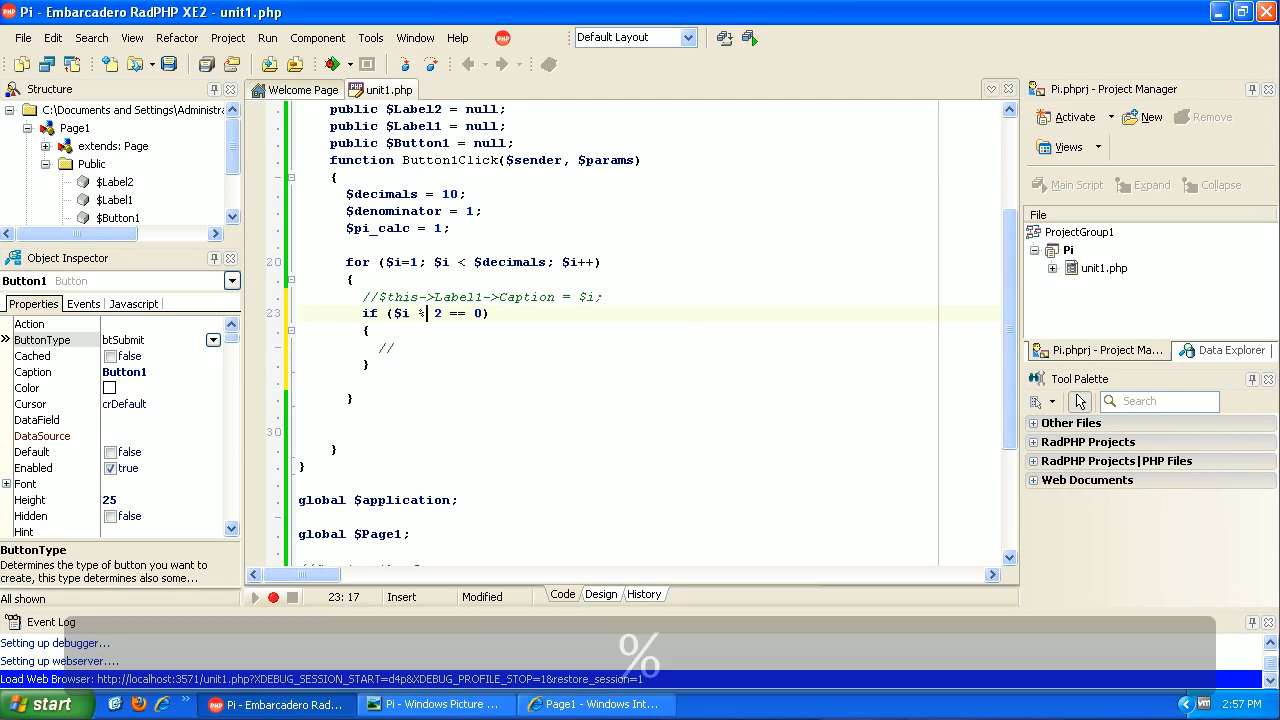 Pi - Embarcadero RadPHP XE2 - unit1.php
File Edit Search View Refactor Project Run Component Tools Window Help
Default Layout
Structure
C:\Documents and Settings\Administra
Page1
extends: Page
Public
$Label2
$Label1
$Button1
Object Inspector
Button1 Button
Properties Events Javascript
Action
ButtonType btSubmit
Cached false
Caption Button1
Color
Cursor crDefault
DataField
DataSource
Default false
Enabled true
Font
Height 25
Hidden false
Hint
ButtonType
Determines the type of button you want to
create, this type determines also some...
All shown
Welcome Page unit1.php
public $Label2 = null;
public $Label1 = null;
public $Button1 = null;
function Button1Click($sender, $params)
{
$decimals = 10;
$denominator = 1;
$pi_calc = 1;
20 for ($i=1; $i < $decimals; $i++)
{
//$this->Label1->Caption = $i;
23 if ($i % 2 == 0)
{
//
}
}
30
}
}
global $application;
global $Page1;
23: 17 Insert Modified Code Design History
Pi.phprj - Project Manager
Activate New Remove
Views
Main Script Expand Collapse
File
ProjectGroup1
Pi
unit1.php
Pi.phprj - Project Ma... Data Explorer
Tool Palette
Search
Other Files
RadPHP Projects
RadPHP Projects|PHP Files
Web Documents
Event Log
Setting up debugger...
Setting up webserver....
Load Web Browser: http://localhost:3571/unit1.php?XDEBUG_SESSION_START=d4p&XDEBUG_PROFILE_STOP=1&restore_session=1
%
start Pi - Embarcadero Rad... Pi - Windows Picture ... Page1 - Windows Int... 2:57 PM